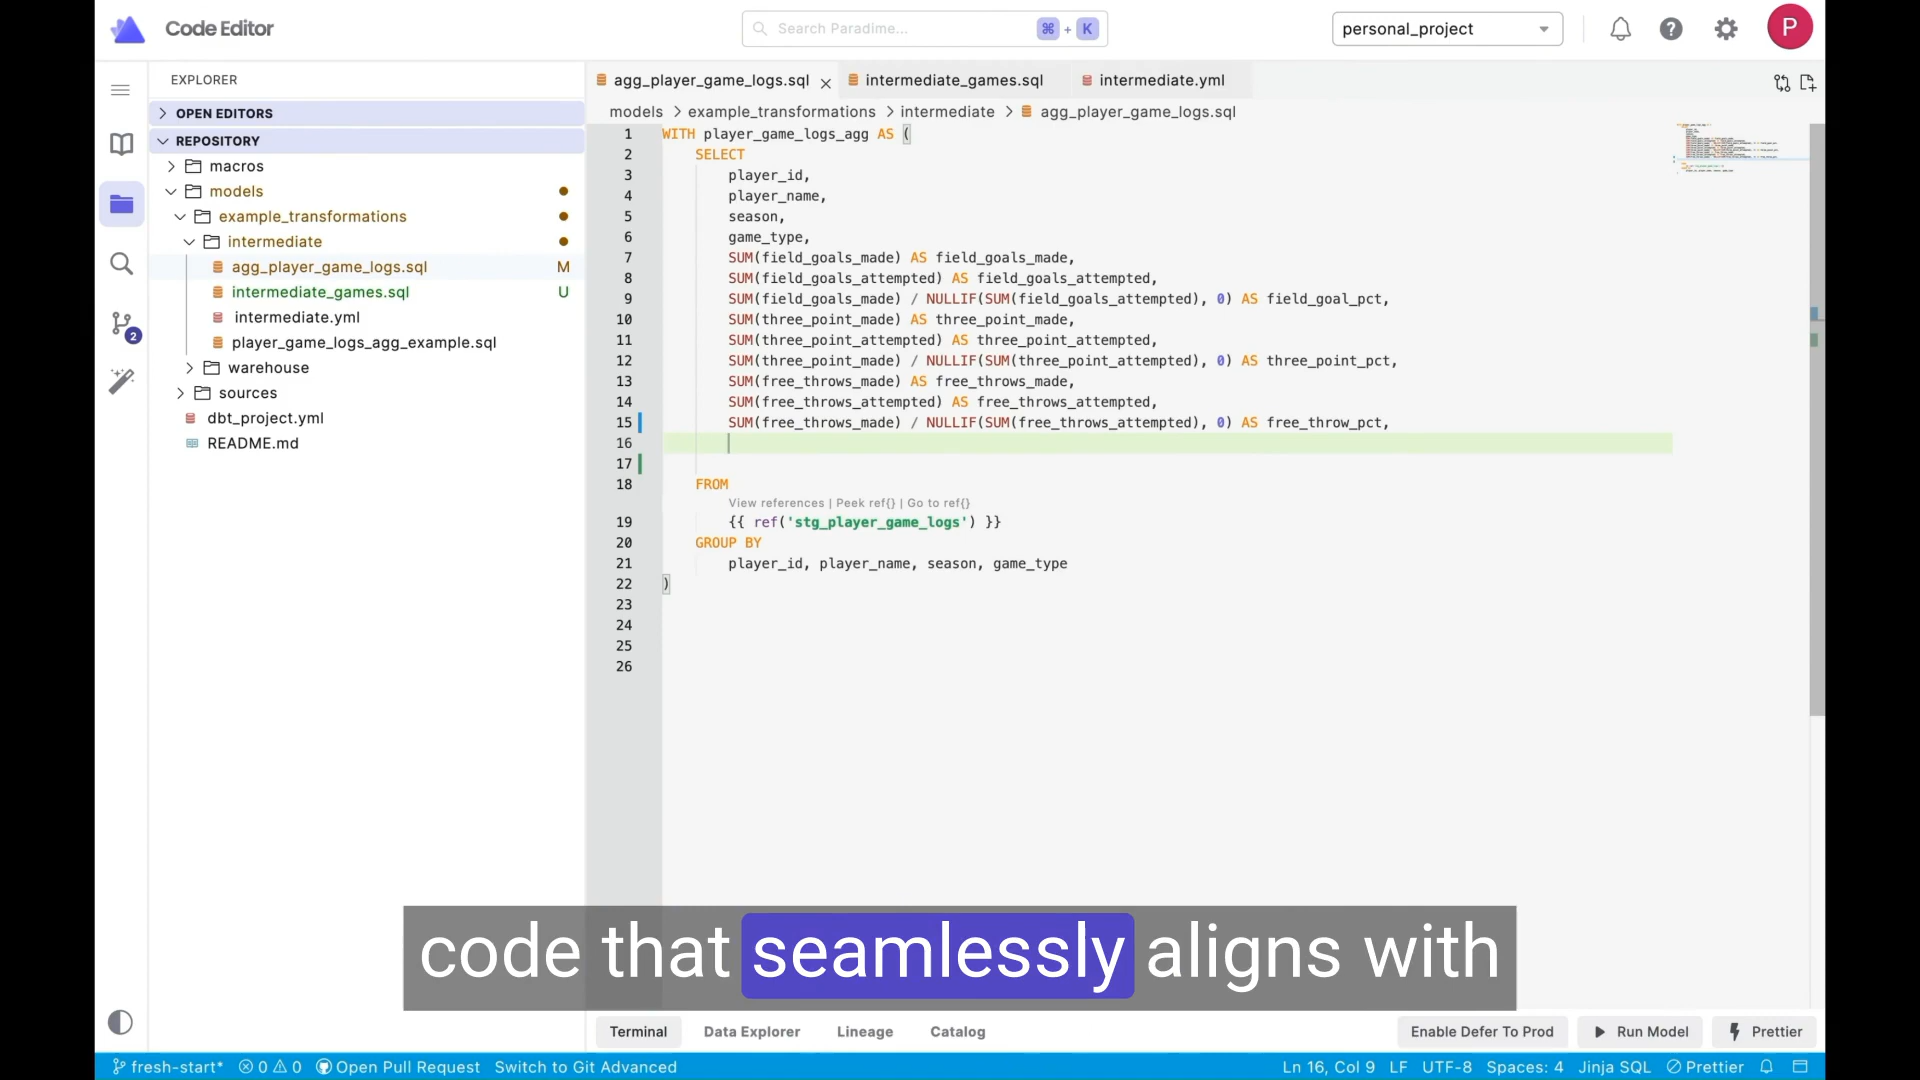 Code Editor
Search Paradime...
⌘ + K
personal_project
P
EXPLORER
OPEN EDITORS
REPOSITORY
macros
models
example_transformations
intermediate
agg_player_game_logs.sql M
intermediate_games.sql U
intermediate.yml
player_game_logs_agg_example.sql
warehouse
sources
dbt_project.yml
README.md
2
agg_player_game_logs.sql
intermediate_games.sql
intermediate.yml
models > example_transformations > intermediate > agg_player_game_logs.sql
1 WITH player_game_logs_agg AS (
2 SELECT
3 player_id,
4 player_name,
5 season,
6 game_type,
7 SUM(field_goals_made) AS field_goals_made,
8 SUM(field_goals_attempted) AS field_goals_attempted,
9 SUM(field_goals_made) / NULLIF(SUM(field_goals_attempted), 0) AS field_goal_pct,
10 SUM(three_point_made) AS three_point_made,
11 SUM(three_point_attempted) AS three_point_attempted,
12 SUM(three_point_made) / NULLIF(SUM(three_point_attempted), 0) AS three_point_pct,
13 SUM(free_throws_made) AS free_throws_made,
14 SUM(free_throws_attempted) AS free_throws_attempted,
15 SUM(free_throws_made) / NULLIF(SUM(free_throws_attempted), 0) AS free_throw_pct,
16
17
18 FROM
View references | Peek ref{} | Go to ref{}
19 {{ ref('stg_player_game_logs') }}
20 GROUP BY
21 player_id, player_name, season, game_type
22 )
23
24
25
26
code that seamlessly aligns with
Terminal
Data Explorer
Lineage
Catalog
Enable Defer To Prod
Run Model
Prettier
fresh-start*
0 0
Open Pull Request
Switch to Git Advanced
Ln 16, Col 9
LF
UTF-8
Spaces: 4
Jinja SQL
Prettier